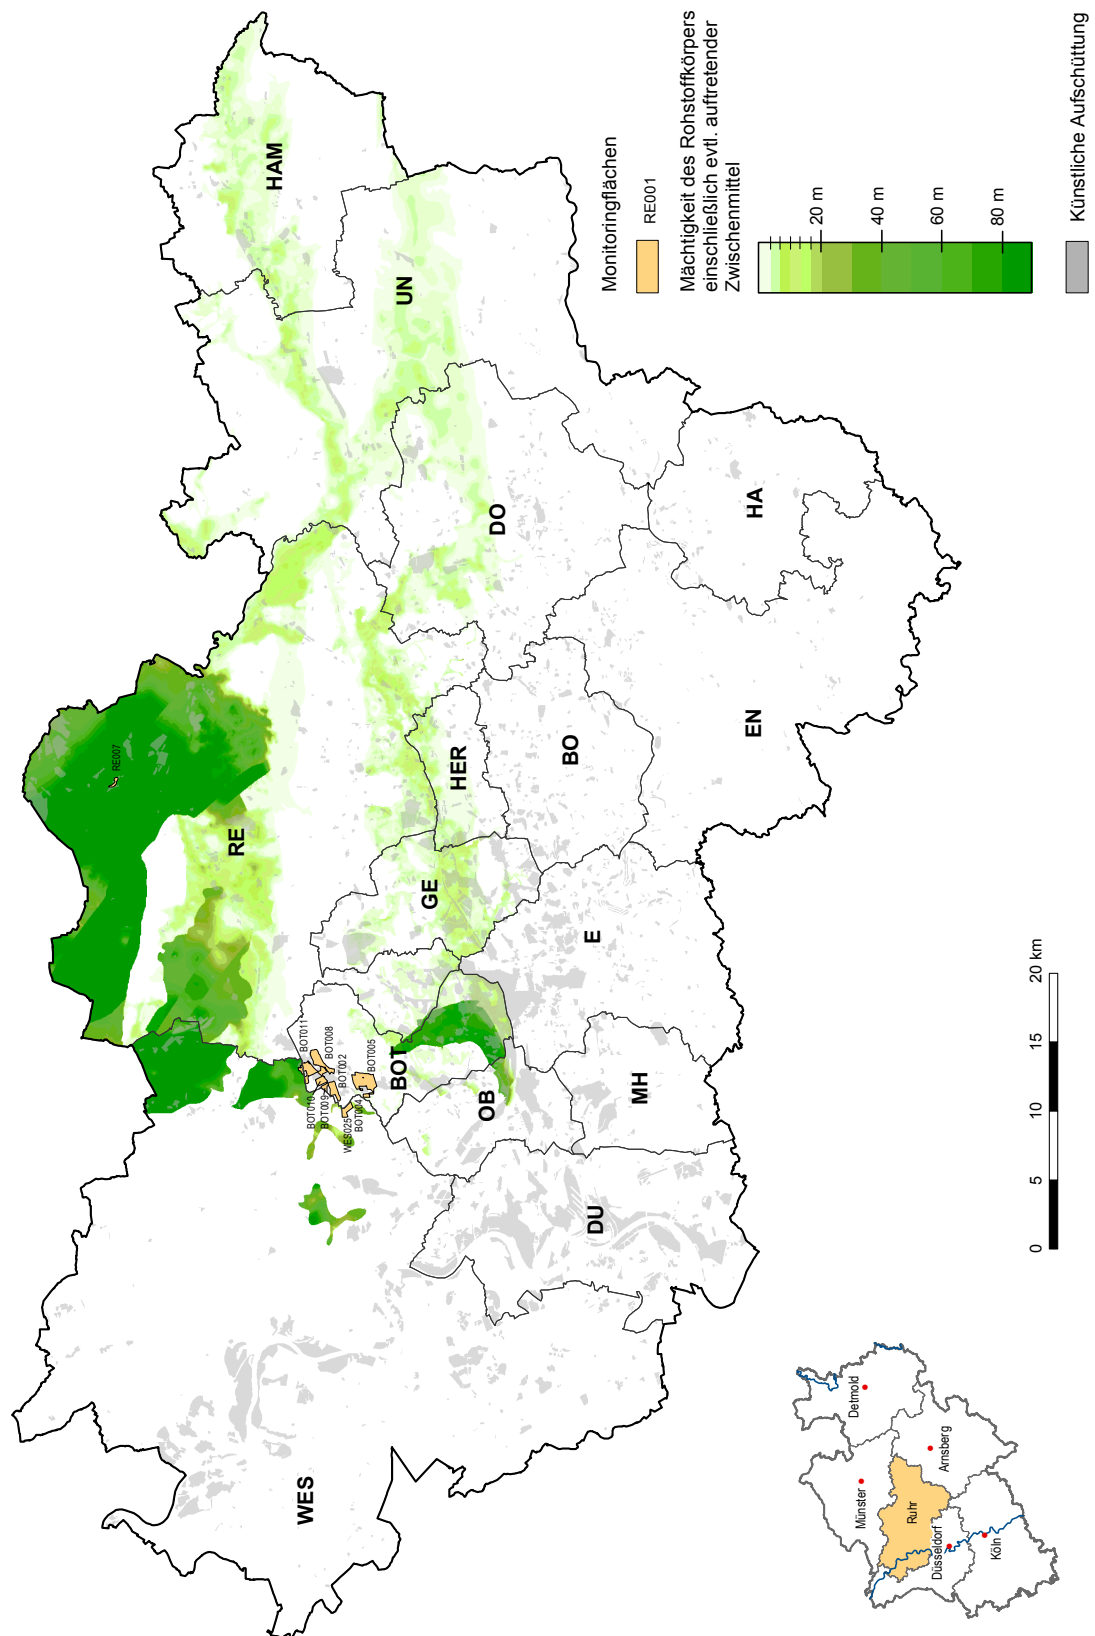 HAM
UN
RE007
RE
DO
HA
HER
BO
EN
GE
E
BOT011
BOT008
BOT002
BOT005
BOT010
BOT009
WES025
BOT004
BOT
OB
MH
DU
WES
Monitoringflächen
RE001
Mächtigkeit des Rohstoffkörpers
einschließlich evtl. auftretender
Zwischenmittel
20 m
40 m
60 m
80 m
Künstliche Aufschüttung
0
5
10
15
20 km
Detmold
Münster
Arnsberg
Ruhr
Düsseldorf
Köln